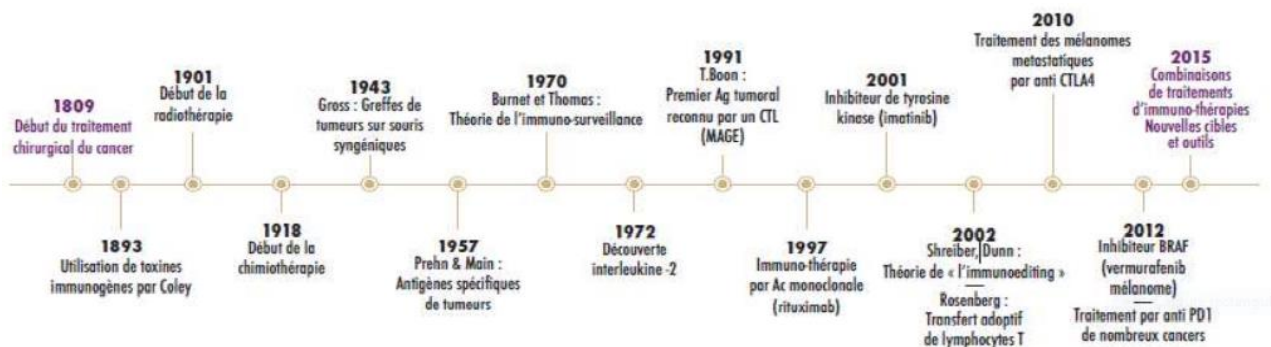 1809
Début du traitement
chirurgical du cancer
1893
Utilisation de toxines
immunogènes par Coley
1901
Début de la
radiothérapie
1918
Début de la
chimiothérapie
1943
Gross : Greffes de
tumeurs sur souris
syngéniques
1957
Prehn & Main :
Antigènes spécifiques
de tumeurs
1970
Burnet et Thomas :
Théorie de l'immuno-surveillance
1972
Découverte
interleukine -2
1991
T.Boon :
Premier Ag tumoral
reconnu par un CTL
(MAGE)
1997
Immuno-thérapie
par Ac monoclonale
(rituximab)
2001
Inhibiteur de tyrosine
kinase (imatinib)
2002
Shreiber, Dunn :
Théorie de « l'immunoediting »
Rosenberg :
Transfert adoptif
de lymphocytes T
2010
Traitement des mélanomes
metastatiques
par anti CTLA4
2012
Inhibiteur BRAF
(vermurafenib
mélanome)
Traitement par anti PD1
de nombreux cancers
2015
Combinaisons
de traitements
d'immuno-thérapies
Nouvelles cibles
et outils